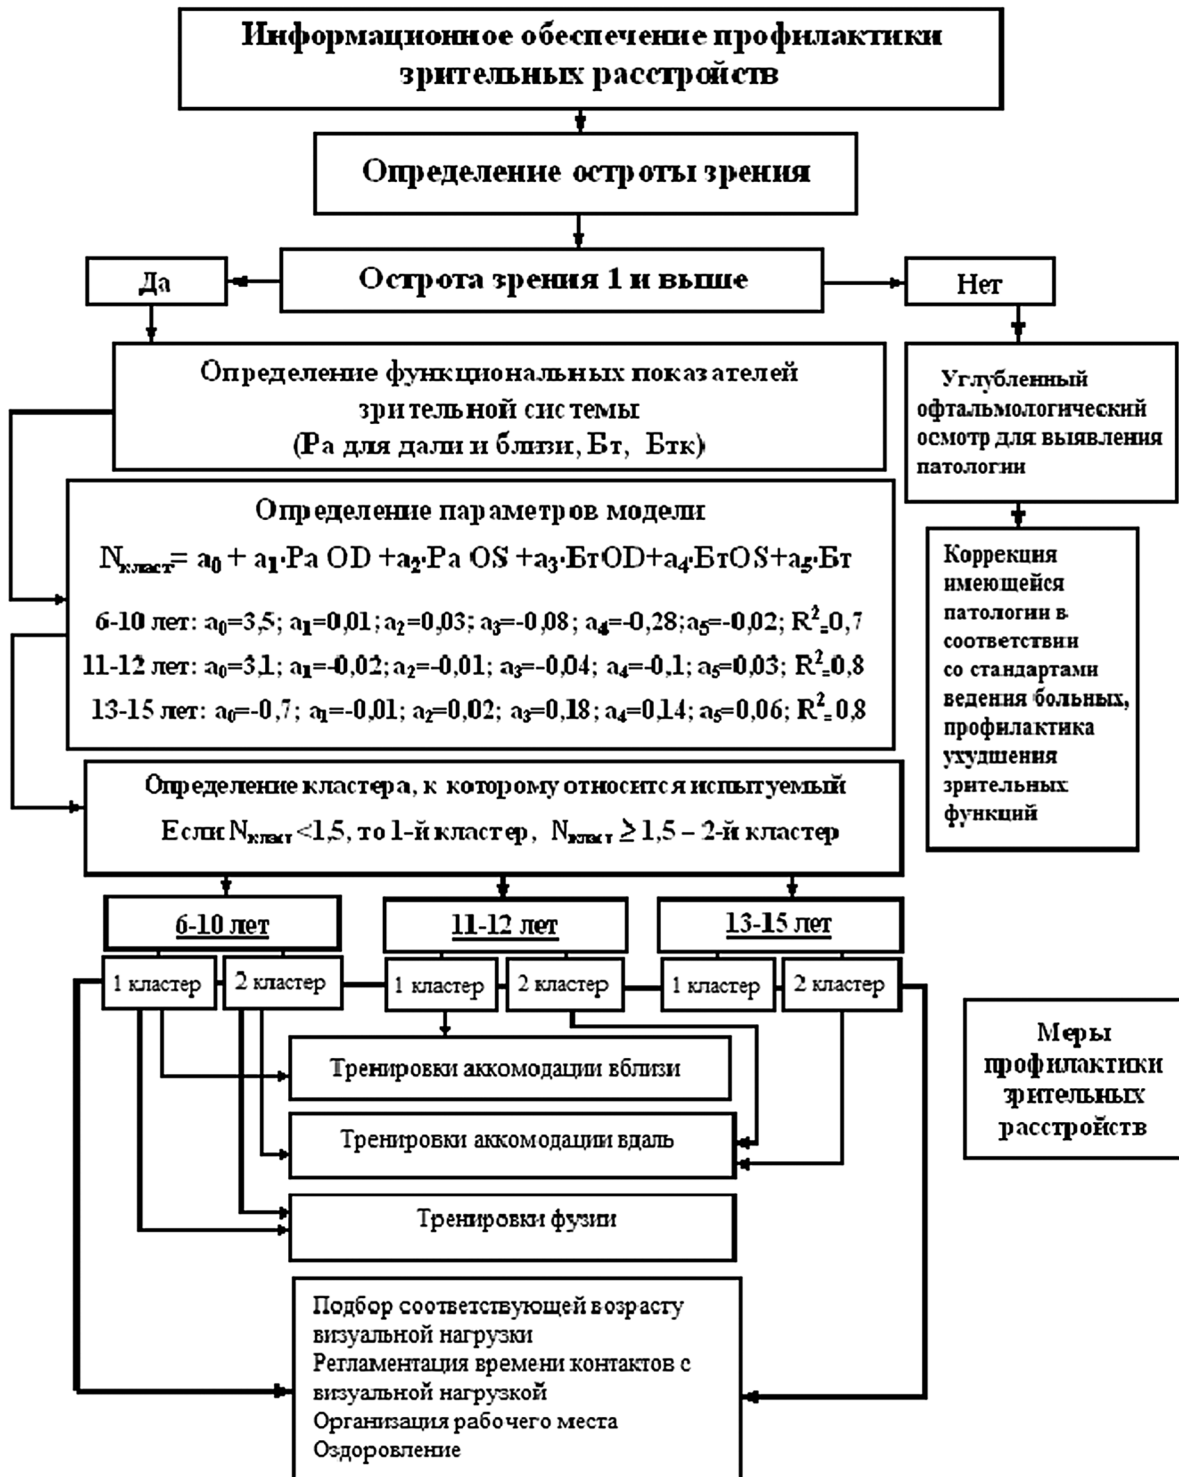 Информационное обеспечение профилактики
зрительных расстройств
Определение остроты зрения
Да
Острота зрения 1 и выше
Нет
Определение функциональных показателей
зрительной системы
(Ра для дали и близи, Бт, Бтк)
Углубленный
офтальмологический
осмотр для выявления
патологии
Определение параметров модели
Nкласт= a₀ + a₁·Ра OD +a₂·Ра OS +a₃·БтOD+a₄·БтOS+a₅·Бт
6-10 лет: a₀=3,5; a₁=0,01; a₂=0,03; a₃=-0,08; a₄=-0,28;a₅=-0,02; R²=0,7
11-12 лет: a₀=3,1; a₁=-0,02; a₂=-0,01; a₃=-0,04; a₄=-0,1; a₅=0,03; R²=0,8
13-15 лет: a₀=-0,7; a₁=-0,01; a₂=0,02; a₃=0,18; a₄=0,14; a₅=0,06; R²=0,8
Коррекция
имеющейся
патологии в
соответствии
со стандартами
ведения больных,
профилактика
ухудшения
зрительных
функций
Определение кластера, к которому относится испытуемый
Если Nкласт <1,5, то 1-й кластер, Nкласт ≥ 1,5 – 2-й кластер
6-10 лет
11-12 лет
13-15 лет
1 кластер
2 кластер
1 кластер
2 кластер
1 кластер
2 кластер
Тренировки аккомодации вблизи
Тренировки аккомодации вдаль
Тренировки фузии
Меры
профилактики
зрительных
расстройств
Подбор соответствующей возрасту
визуальной нагрузки
Регламентация времени контактов с
визуальной нагрузкой
Организация рабочего места
Оздоровление